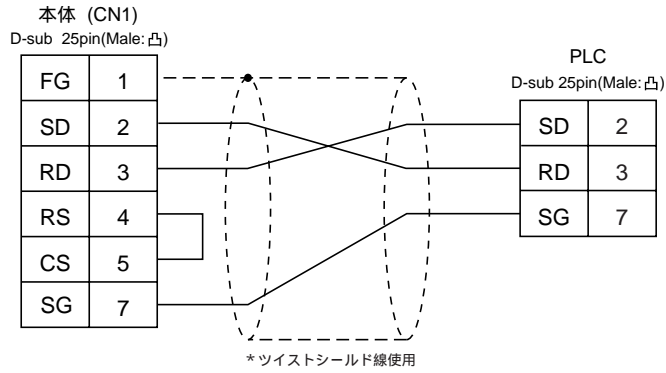 本体 (CN1)
D-sub 25pin(Male:凸)
FG 1
SD 2
RD 3
RS 4
CS 5
SG 7
PLC
D-sub 25pin(Male:凸)
SD 2
RD 3
SG 7
*ツイストシールド線使用